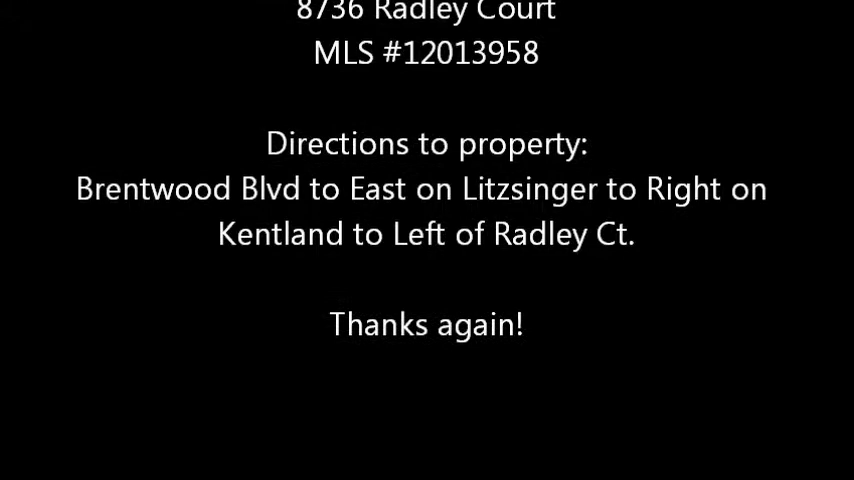 8736 Radley Court
MLS #12013958
Directions to property:
Brentwood Blvd to East on Litzsinger to Right on
Kentland to Left of Radley Ct.
Thanks again!